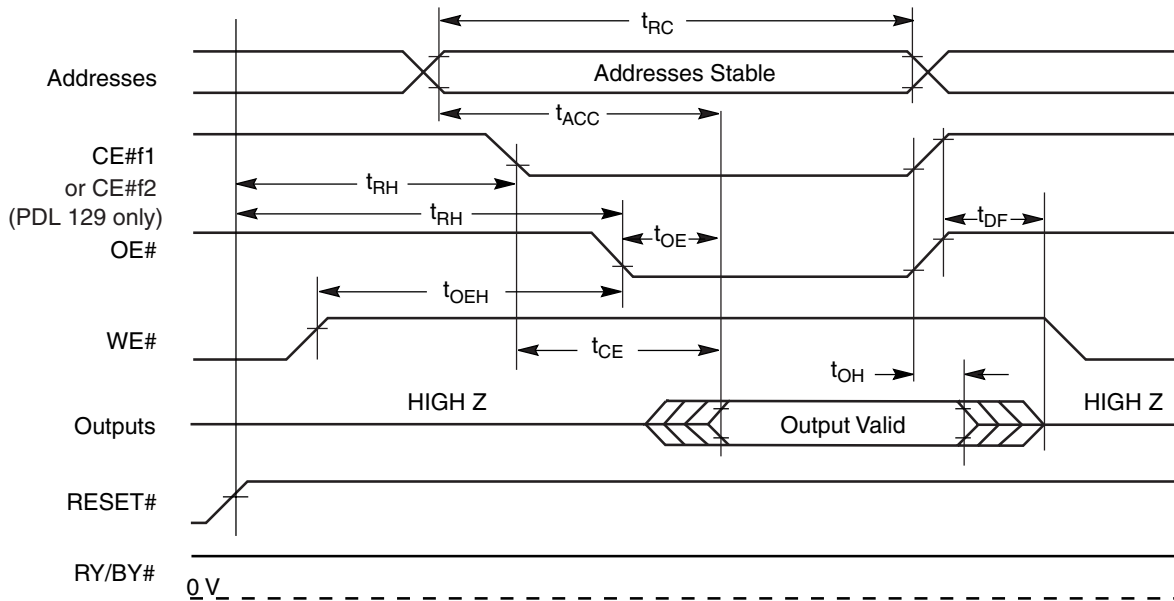 tRC
Addresses
Addresses Stable
tACC
CE#f1
or CE#f2
(PDL 129 only)
tRH
tRH
OE#
tOE
tDF
tOEH
WE#
tCE
tOH
HIGH Z
HIGH Z
Outputs
Output Valid
RESET#
RY/BY#
0 V